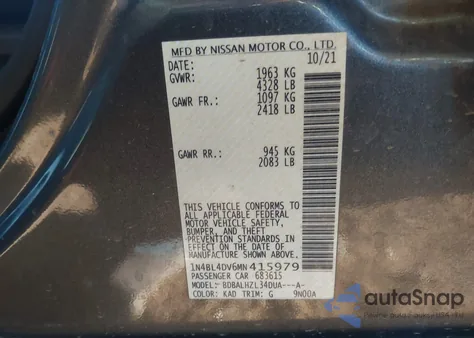 MFD BY NISSAN MOTOR CO., LTD.
DATE: 10/21
GVWR: 1963 KG
4328 LB
GAWR FR.: 1097 KG
2418 LB
GAWR RR.: 945 KG
2083 LB
THIS VEHICLE CONFORMS TO
ALL APPLICABLE FEDERAL
MOTOR VEHICLE SAFETY,
BUMPER, AND THEFT
PREVENTION STANDARDS
IN EFFECT ON THE DATE
OF MANUFACTURE SHOWN
ABOVE.
1N4BL4DV6MN415979
PASSENGER CAR 683615
MODEL: BDBALHZL34DUA---A-
COLOR: KAD TRIM: G 9N00A
autoSnap
www.autosnap.com